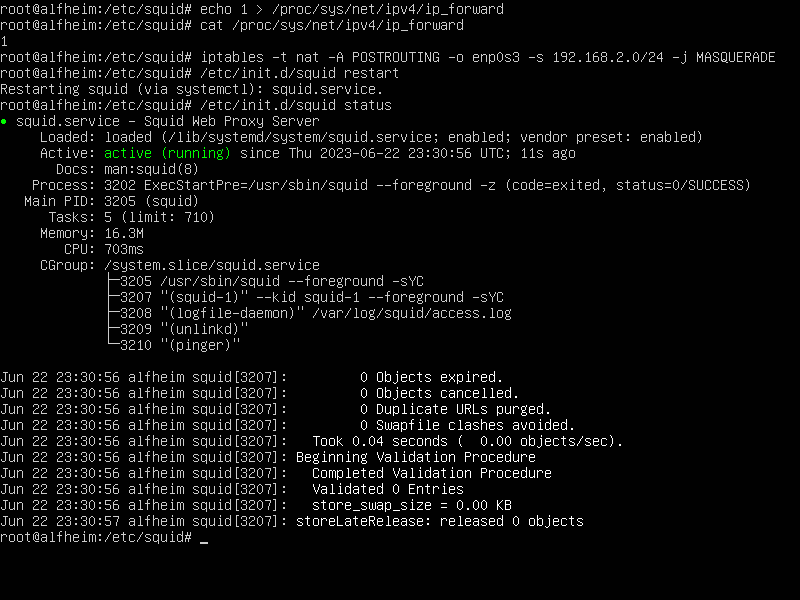 root@alfheim:/etc/squid# echo 1 > /proc/sys/net/ipv4/ip_forward
root@alfheim:/etc/squid# cat /proc/sys/net/ipv4/ip_forward
1
root@alfheim:/etc/squid# iptables -t nat -A POSTROUTING -o enp0s3 -s 192.168.2.0/24 -j MASQUERADE
root@alfheim:/etc/squid# /etc/init.d/squid restart
Restarting squid (via systemctl): squid.service.
root@alfheim:/etc/squid# /etc/init.d/squid status
● squid.service - Squid Web Proxy Server
     Loaded: loaded (/lib/systemd/system/squid.service; enabled; vendor preset: enabled)
     Active: active (running) since Thu 2023-06-22 23:30:56 UTC; 11s ago
       Docs: man:squid(8)
    Process: 3202 ExecStartPre=/usr/sbin/squid --foreground -z (code=exited, status=0/SUCCESS)
   Main PID: 3205 (squid)
      Tasks: 5 (limit: 710)
     Memory: 16.3M
        CPU: 703ms
     CGroup: /system.slice/squid.service
             ├─3205 /usr/sbin/squid --foreground -sYC
             ├─3207 "(squid-1)" --kid squid-1 --foreground -sYC
             ├─3208 "(logfile-daemon)" /var/log/squid/access.log
             ├─3209 "(unlinkd)"
             └─3210 "(pinger)"

Jun 22 23:30:56 alfheim squid[3207]:         0 Objects expired.
Jun 22 23:30:56 alfheim squid[3207]:         0 Objects cancelled.
Jun 22 23:30:56 alfheim squid[3207]:         0 Duplicate URLs purged.
Jun 22 23:30:56 alfheim squid[3207]:         0 Swapfile clashes avoided.
Jun 22 23:30:56 alfheim squid[3207]:   Took 0.04 seconds (  0.00 objects/sec).
Jun 22 23:30:56 alfheim squid[3207]: Beginning Validation Procedure
Jun 22 23:30:56 alfheim squid[3207]:   Completed Validation Procedure
Jun 22 23:30:56 alfheim squid[3207]:   Validated 0 Entries
Jun 22 23:30:56 alfheim squid[3207]:   store_swap_size = 0.00 KB
Jun 22 23:30:57 alfheim squid[3207]: storeLateRelease: released 0 objects
root@alfheim:/etc/squid# _